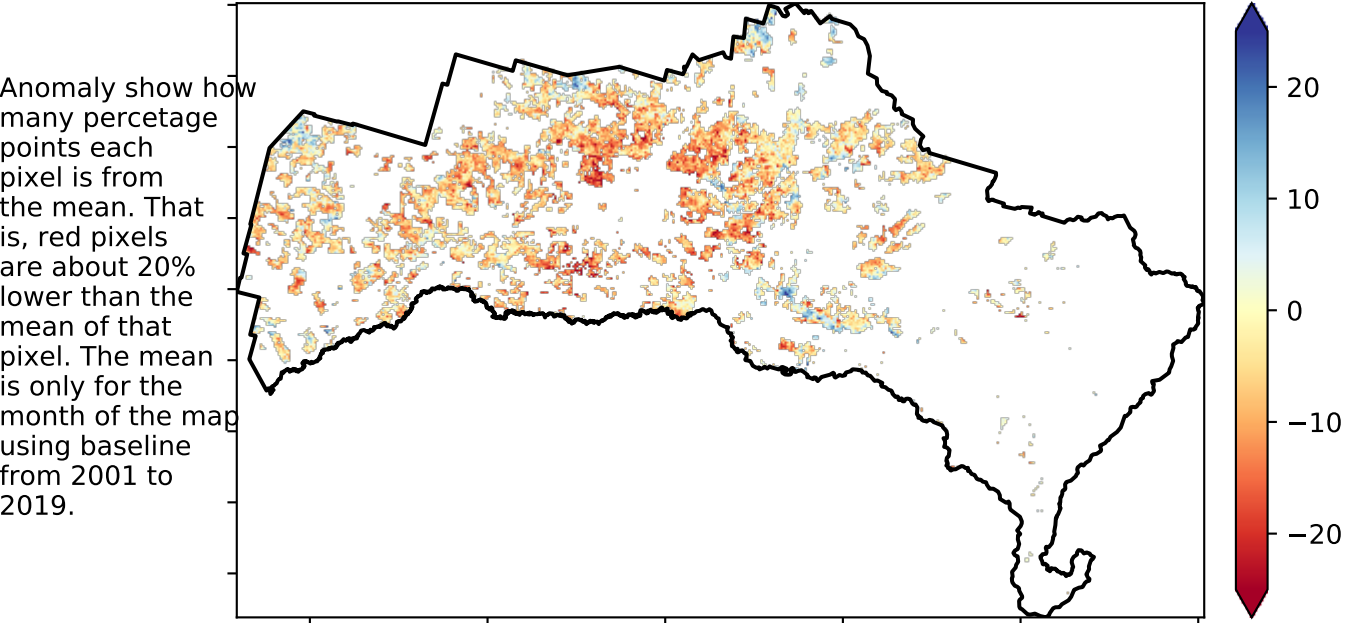 Anomaly show how
many percetage
points each
pixel is from
the mean. That
is, red pixels
are about 20%
lower than the
mean of that
pixel. The mean
is only for the
month of the map
using baseline
from 2001 to
2019.
20
10
0
−10
−20